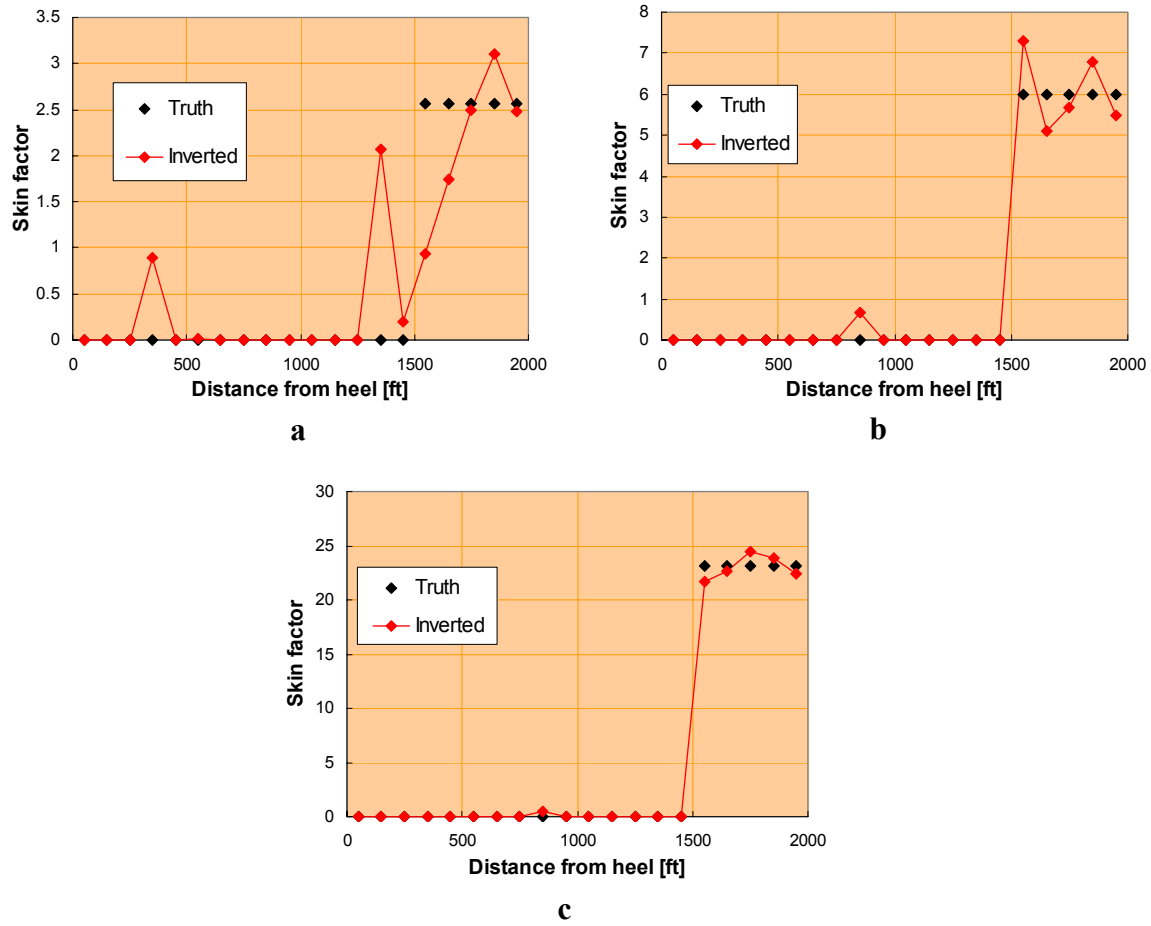 3.5
3
2.5
2
1.5
1
0.5
0
Skin factor
Truth
Inverted
0 500 1000 1500 2000
Distance from heel [ft]
a
8
7
6
5
4
3
2
1
0
Skin factor
Truth
Inverted
0 500 1000 1500 2000
Distance from heel [ft]
b
30
25
20
15
10
5
0
Skin factor
Truth
Inverted
0 500 1000 1500 2000
Distance from heel [ft]
c